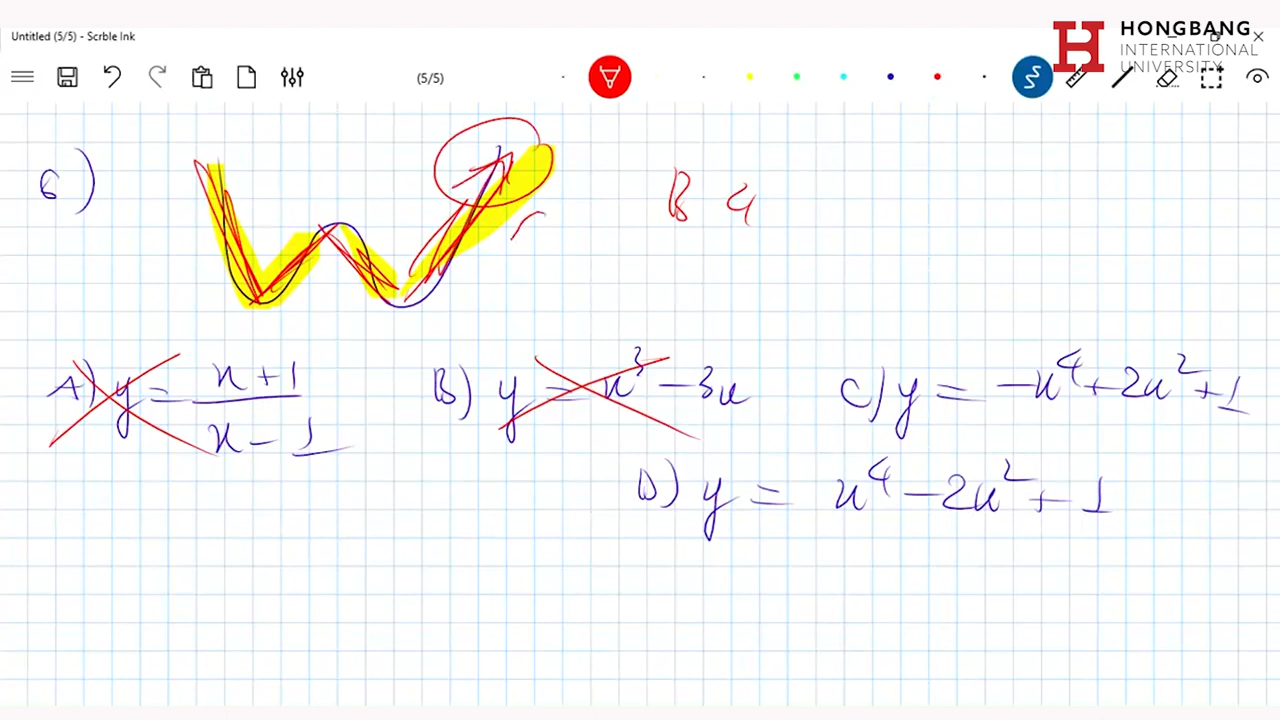 Untitled (5/5) - Scrble Ink
HONGBANG
INTERNATIONAL
UNIVERSITY
(5/5)
6)
B 4
A) y = x+1 / x-1
B) y = x³ - 3x
C) y = -x⁴ + 2x² + 1
D) y = x⁴ - 2x² + 1